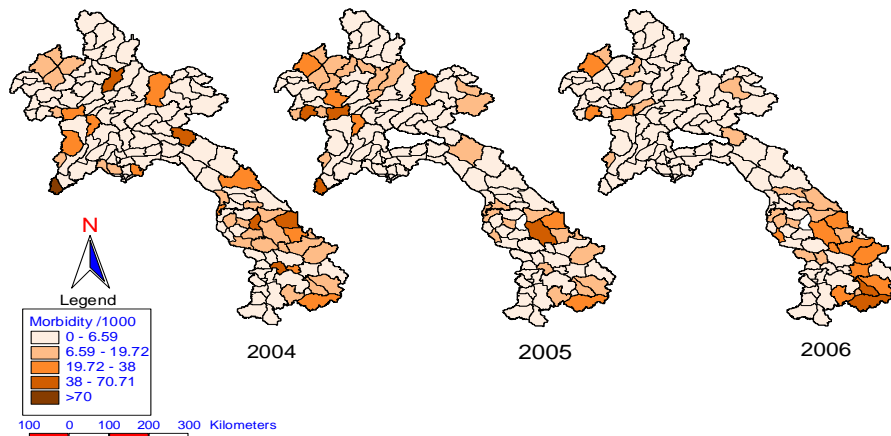 N
Legend
Morbidity /1000
0 - 6.59
6.59 - 19.72
19.72 - 38
38 - 70.71
>70
2004
2005
2006
100 0 100 200 300 Kilometers